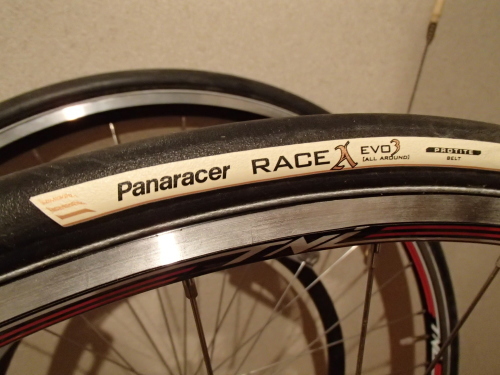 Panaracer RACE A EVO3
[ALL AROUND]
PROTITE
BELT